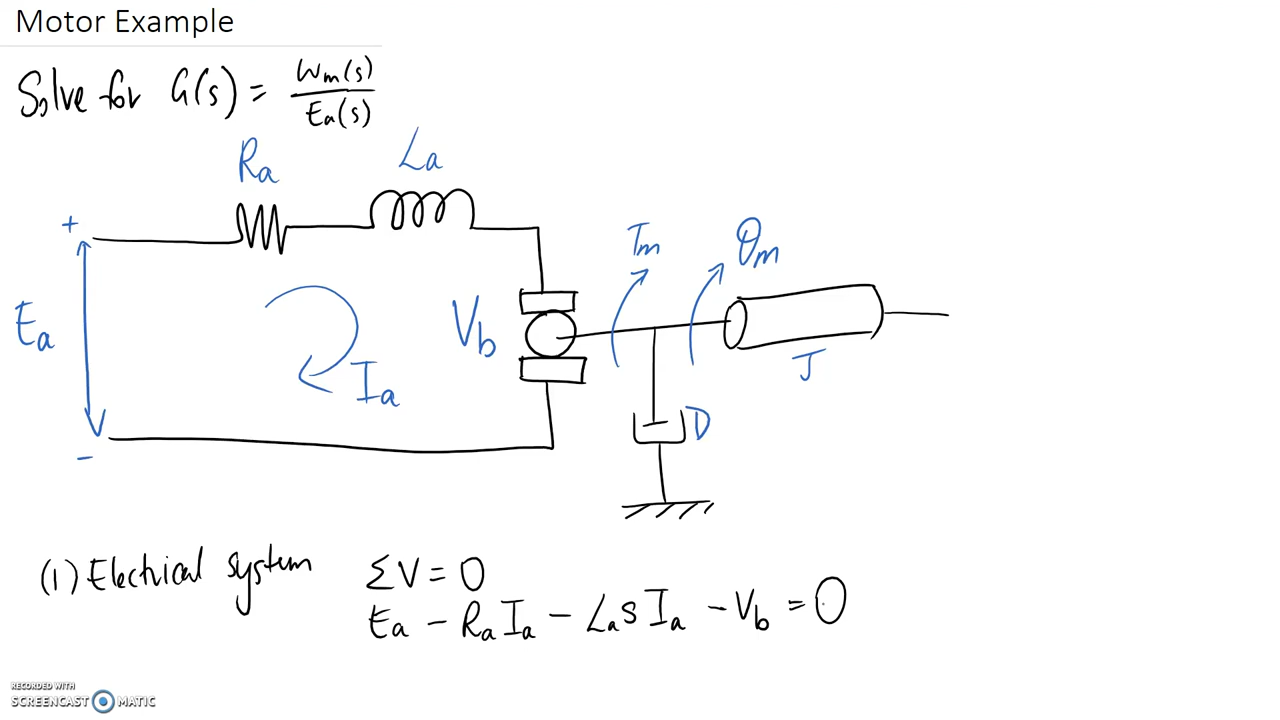 Motor Example
Solve for G(s) = Wm(s) / Ea(s)
Ra
La
+
Ea
-
Ia
Vb
Tm
θm
J
D
(1) Electrical system
ΣV = 0
Ea - RaIa - LasIa - Vb = 0
RECORDED WITH
SCREENCAST MATIC